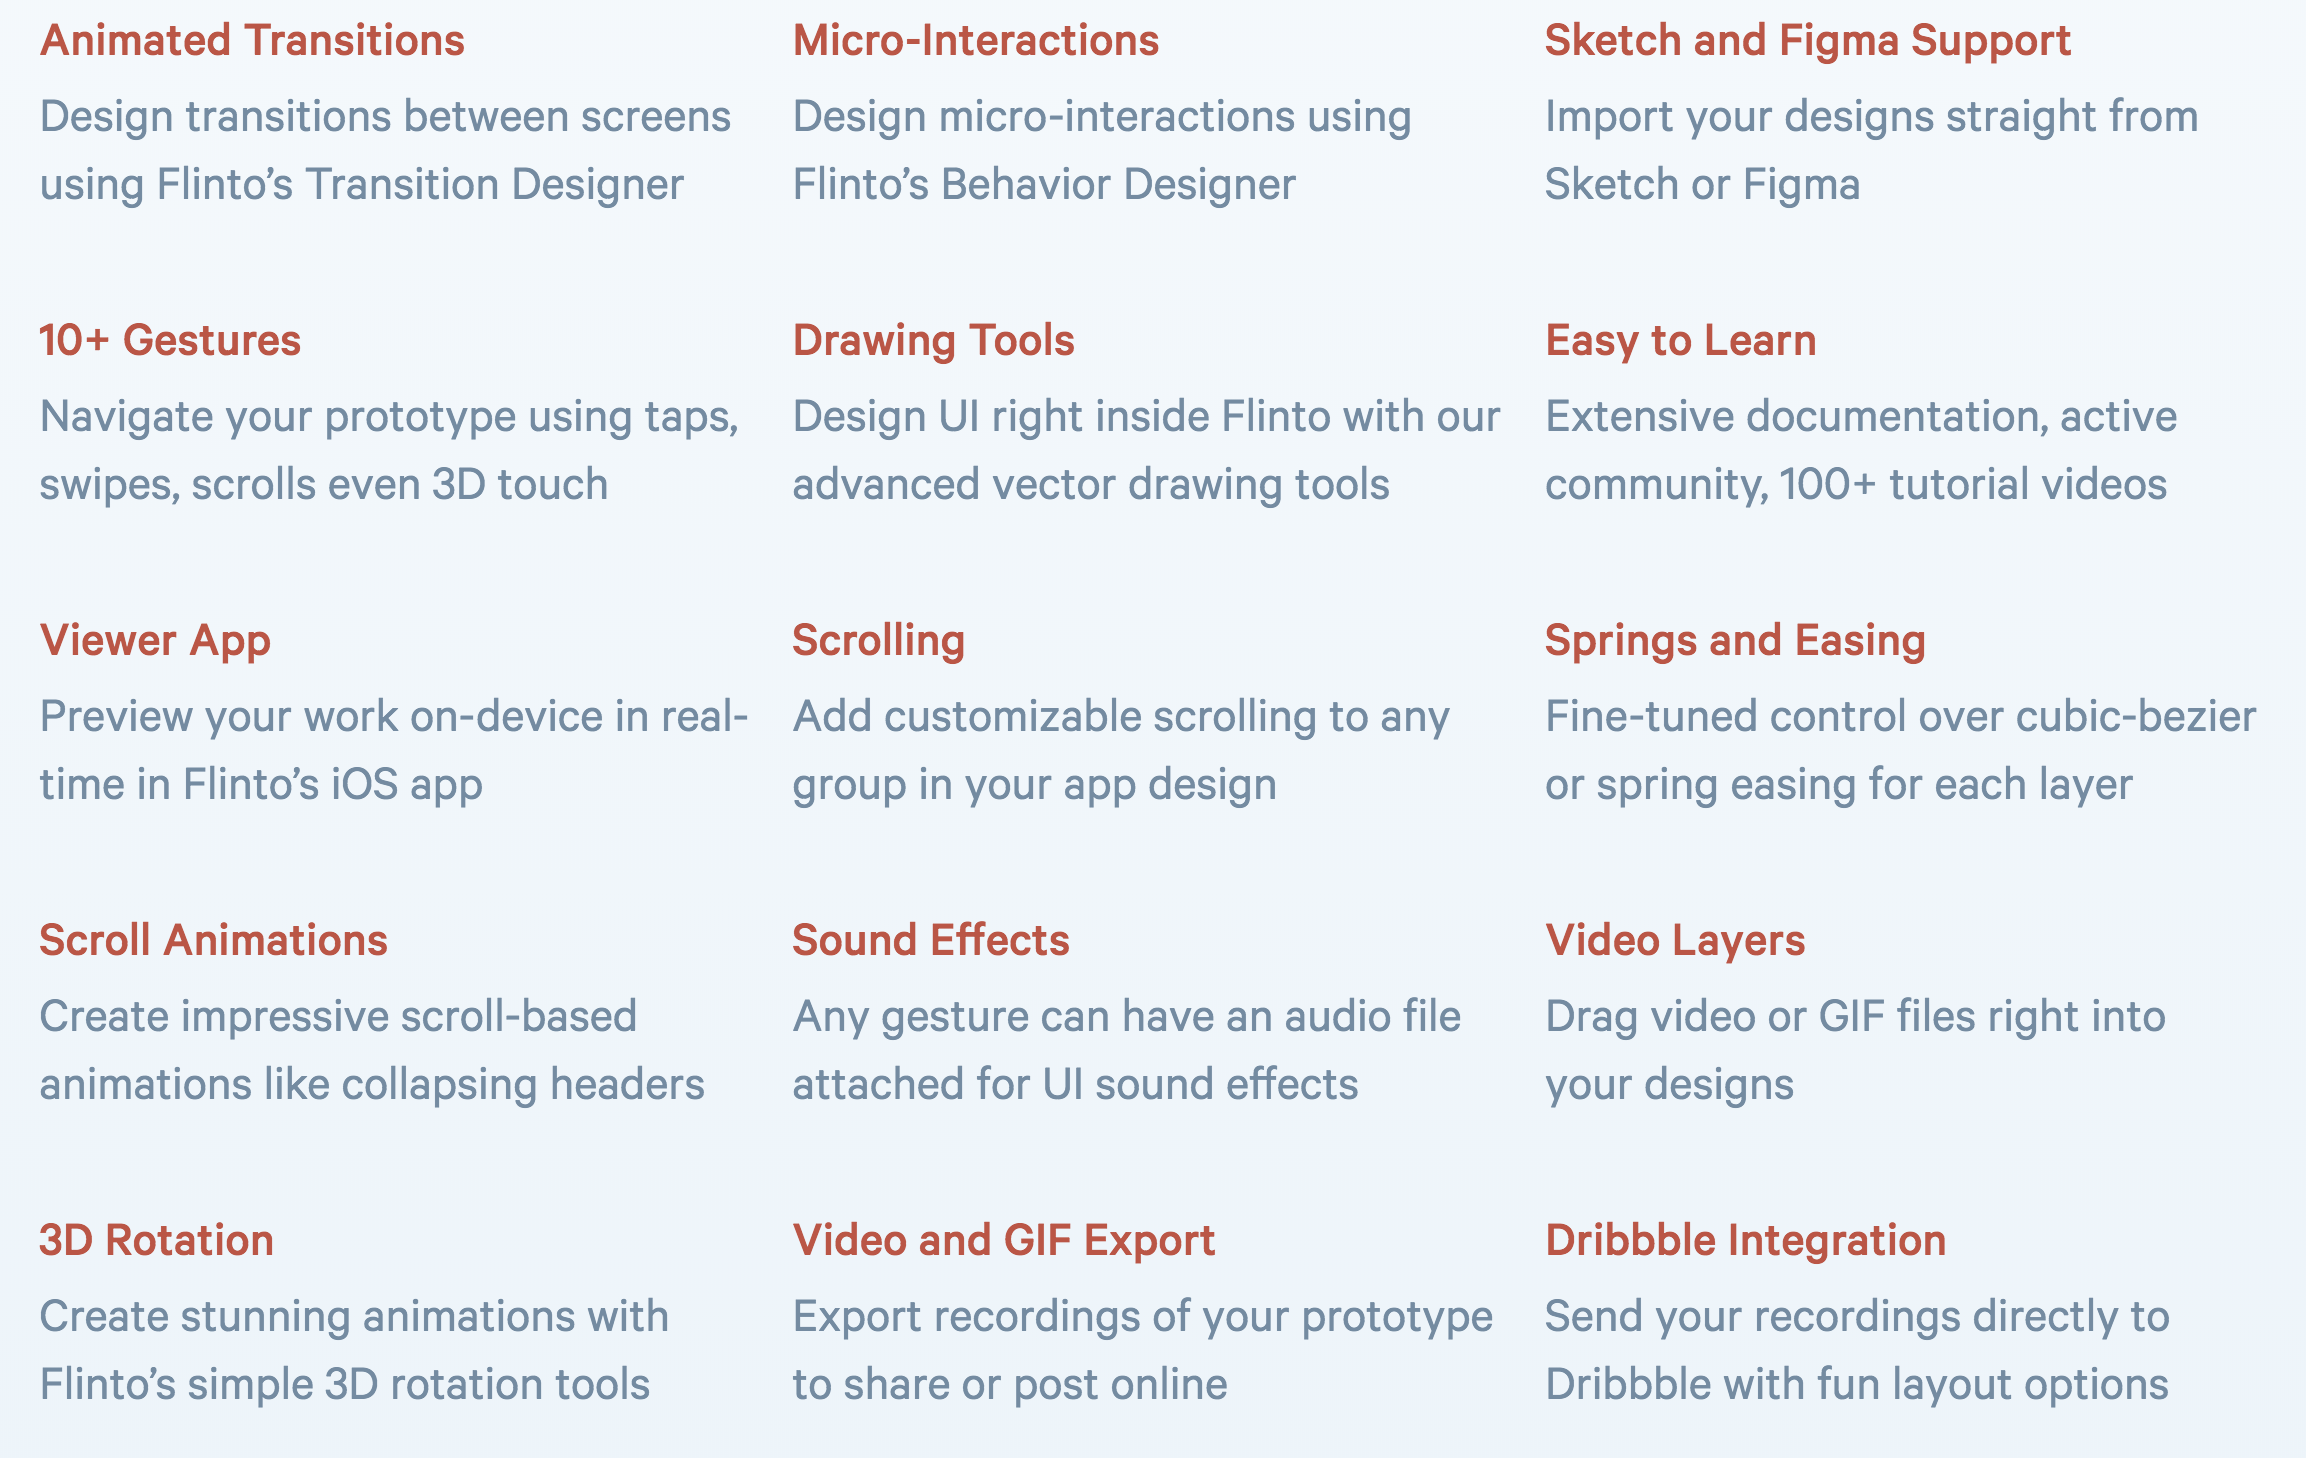 Animated Transitions
Design transitions between screens
using Flinto’s Transition Designer
Micro-Interactions
Design micro-interactions using
Flinto’s Behavior Designer
Sketch and Figma Support
Import your designs straight from
Sketch or Figma
10+ Gestures
Navigate your prototype using taps,
swipes, scrolls even 3D touch
Drawing Tools
Design UI right inside Flinto with our
advanced vector drawing tools
Easy to Learn
Extensive documentation, active
community, 100+ tutorial videos
Viewer App
Preview your work on-device in real-
time in Flinto’s iOS app
Scrolling
Add customizable scrolling to any
group in your app design
Springs and Easing
Fine-tuned control over cubic-bezier
or spring easing for each layer
Scroll Animations
Create impressive scroll-based
animations like collapsing headers
Sound Effects
Any gesture can have an audio file
attached for UI sound effects
Video Layers
Drag video or GIF files right into
your designs
3D Rotation
Create stunning animations with
Flinto’s simple 3D rotation tools
Video and GIF Export
Export recordings of your prototype
to share or post online
Dribbble Integration
Send your recordings directly to
Dribbble with fun layout options